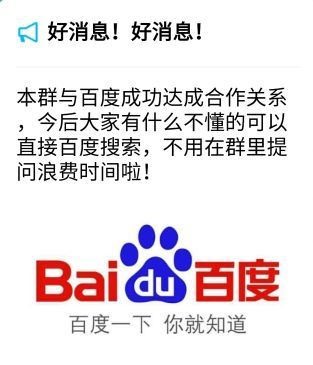 好消息！好消息！
本群与百度成功达成合作关系
，今后大家有什么不懂的可以
直接百度搜索，不用在群里提
问浪费时间啦！
Bai du 百度
百度一下 你就知道